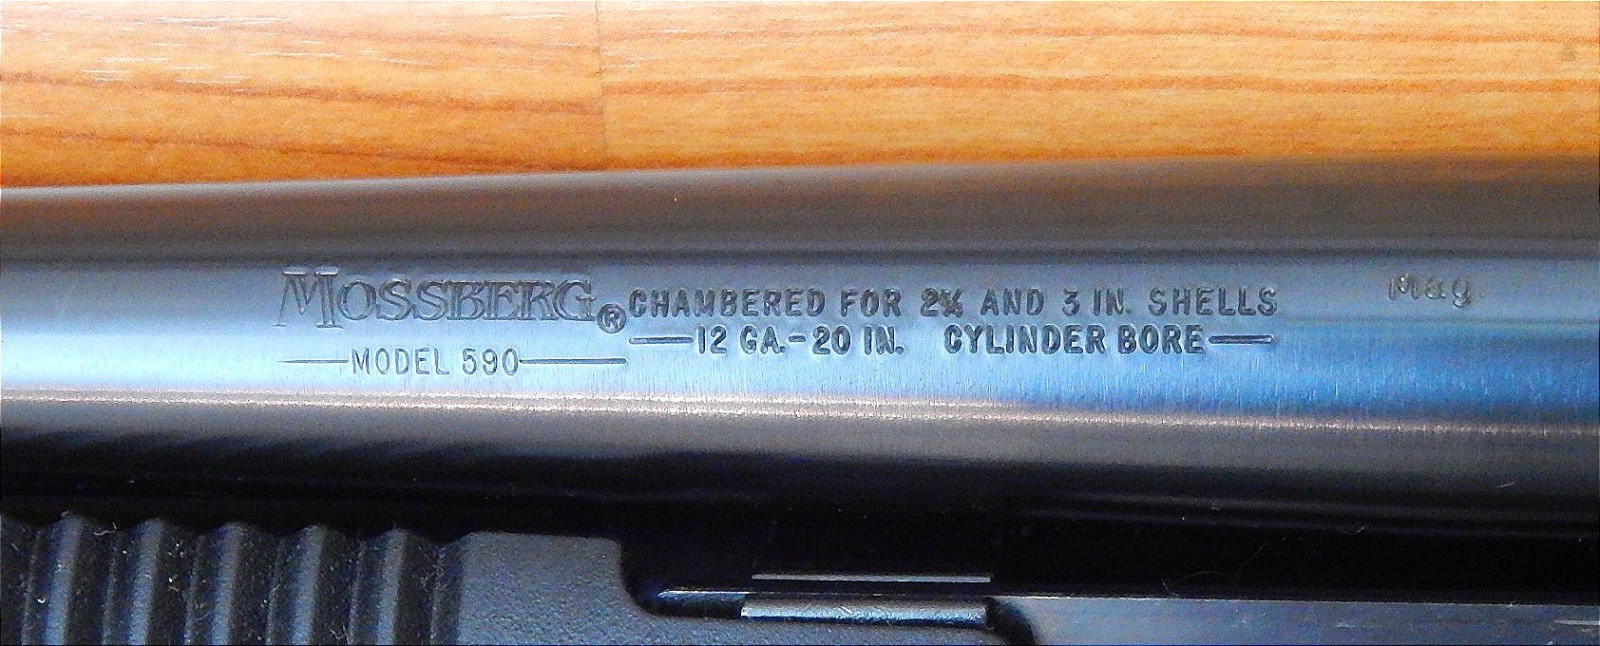 MOSSBERG®
MODEL 590
CHAMBERED FOR 2¾ AND 3 IN. SHELLS
12 GA.-20 IN. CYLINDER BORE
Mag